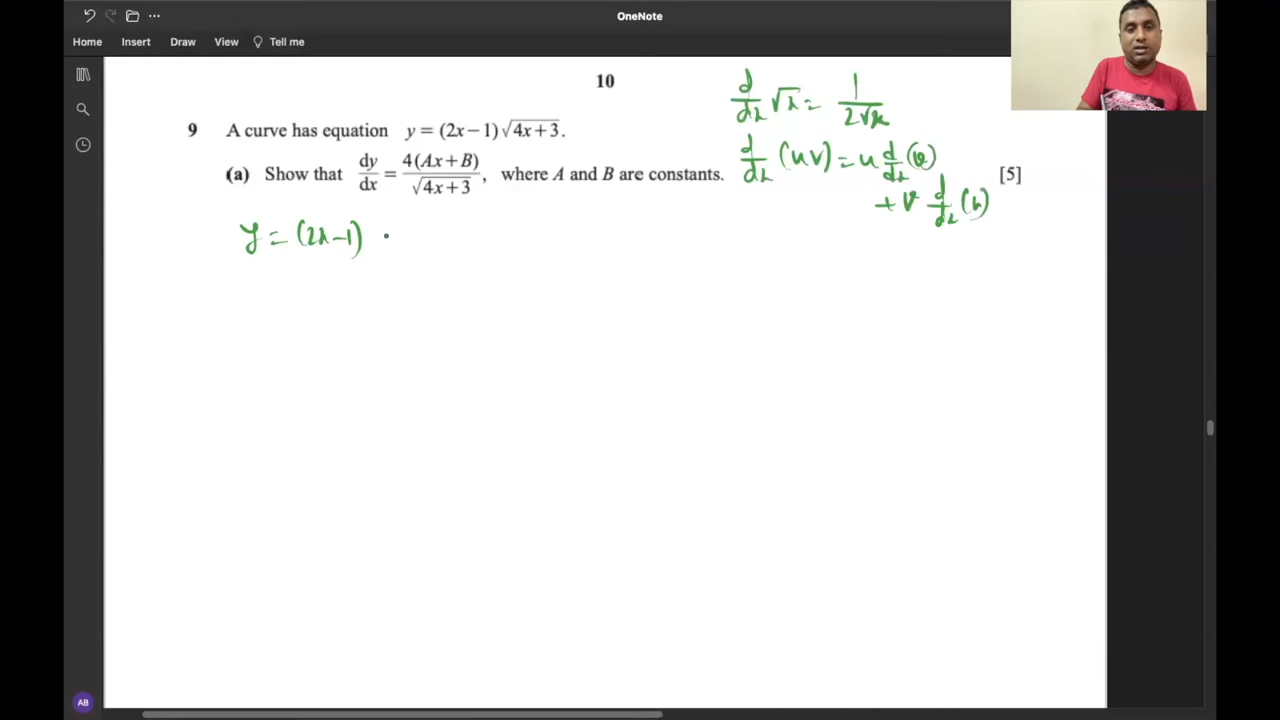 OneNote
Home Insert Draw View Tell me
10
9 A curve has equation y = (2x−1)√(4x+3).
(a) Show that dy/dx = 4(Ax+B)/√(4x+3), where A and B are constants. [5]
d/dx √x = 1/(2√x)
d/dx (uv) = u d/dx (v)
+ v d/dx (u)
y = (2x−1)
AB